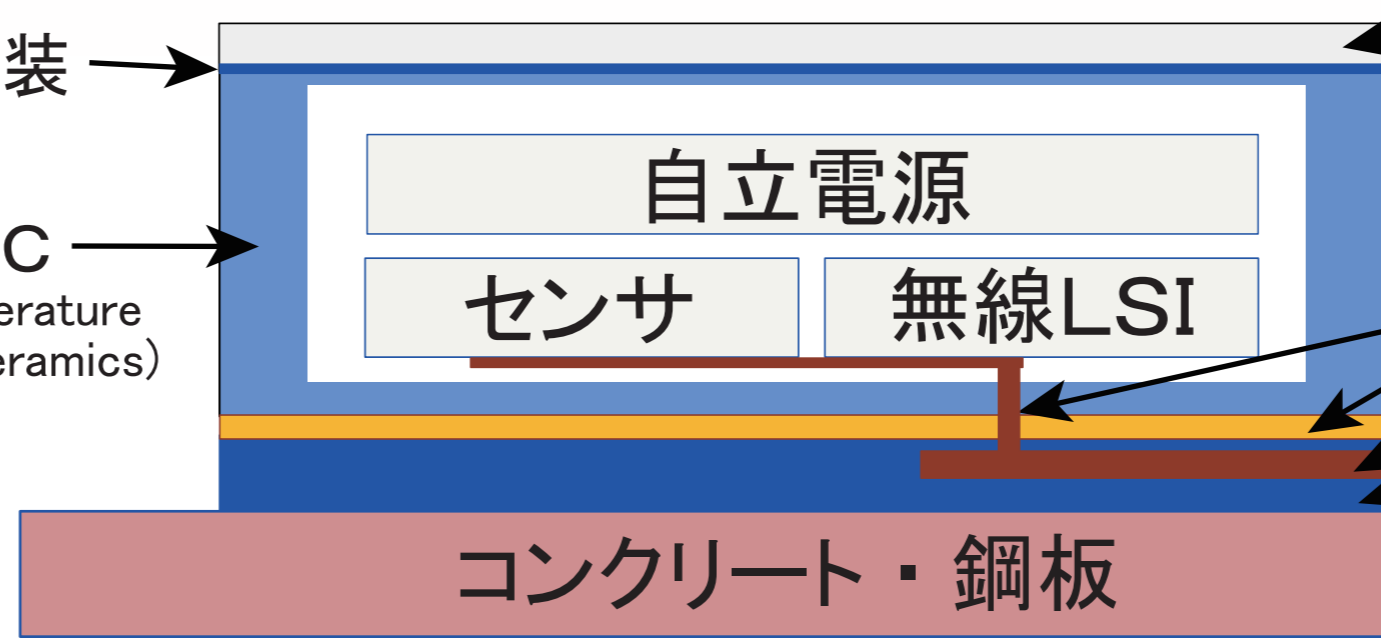 装
自立電源
C
センサ
無線LSI
erature
eramics)
コンクリート・鋼板